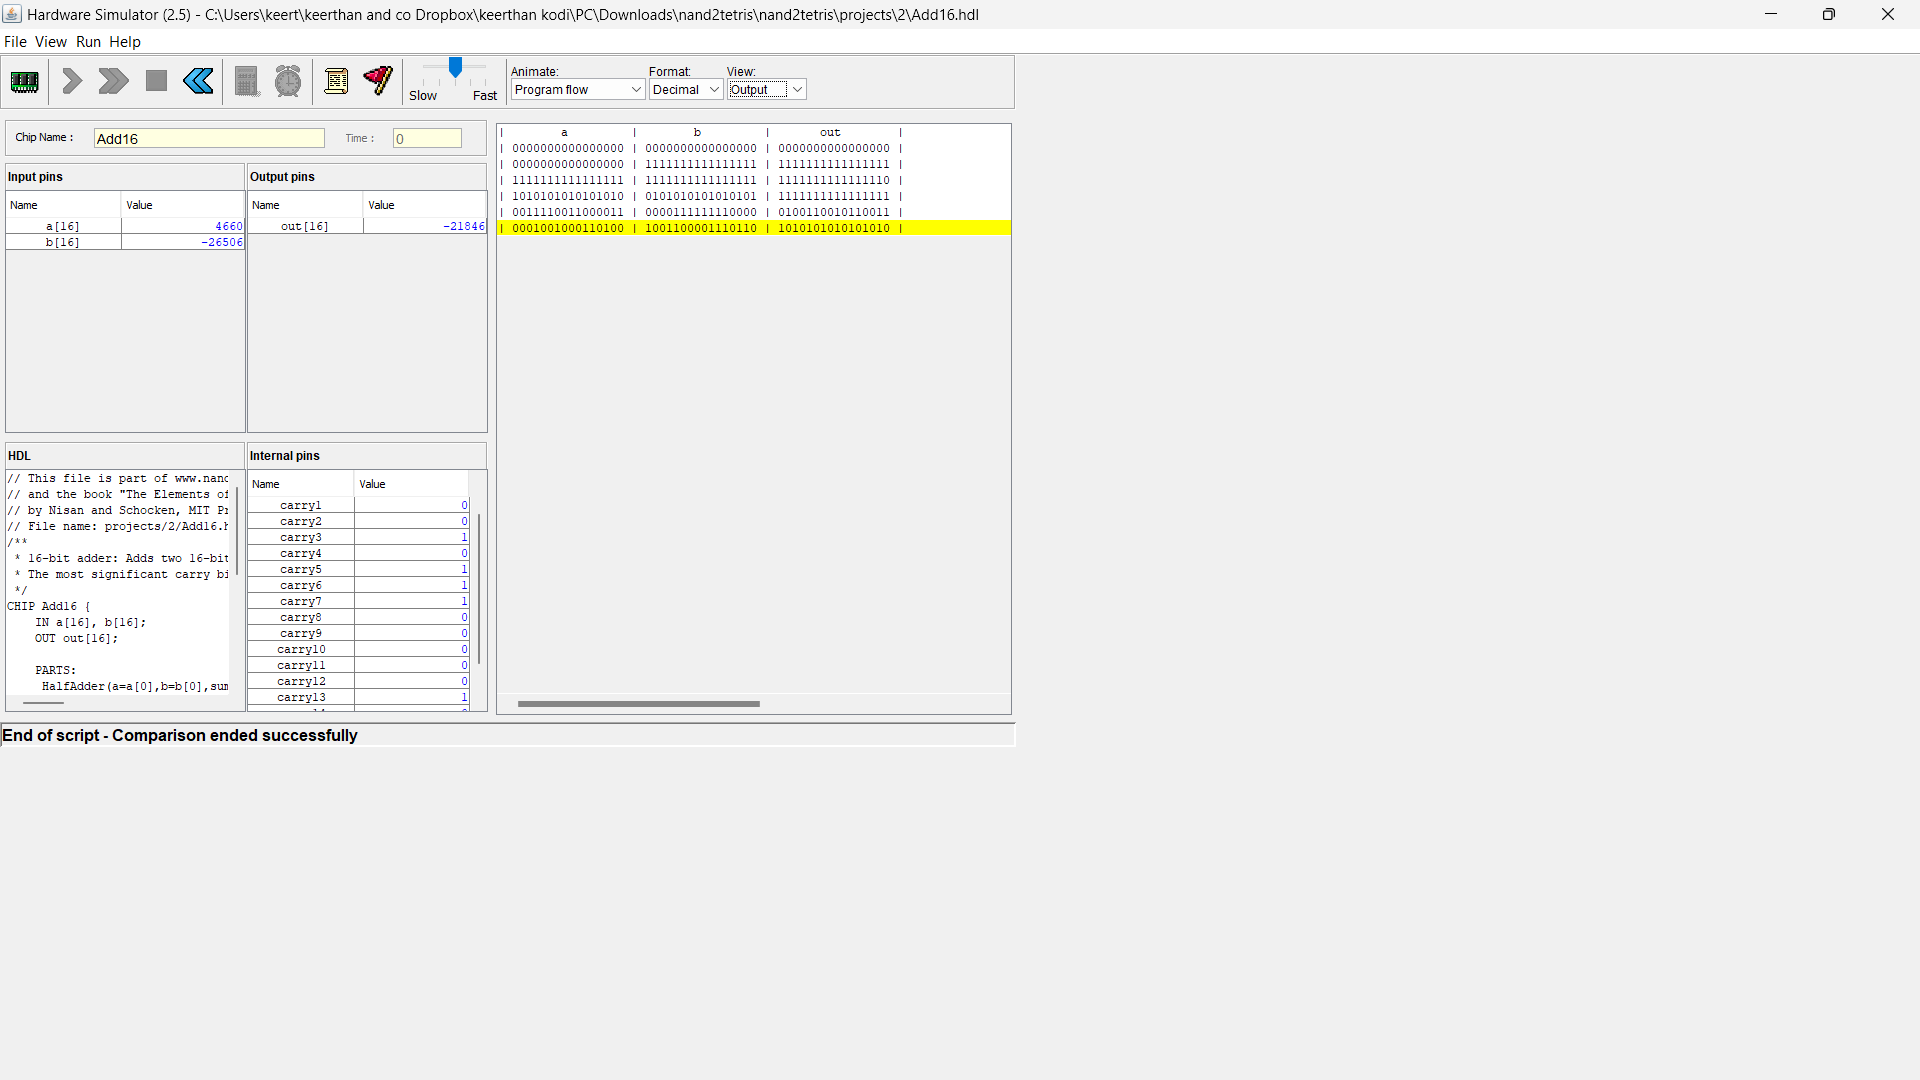 Hardware Simulator (2.5) - C:\Users\keert\keerthan and co Dropbox\keerthan kodi\PC\Downloads\nand2tetris\nand2tetris\projects\2\Add16.hdl
File View Run Help
Animate: Format: View:
Slow Fast Program flow Decimal Output
Chip Name : Add16 Time : 0
Input pins
Name Value
a[16] 4660
b[16] -26506
Output pins
Name Value
out[16] -21846
| a | b | out |
| 0000000000000000 | 0000000000000000 | 0000000000000000 |
| 0000000000000000 | 1111111111111111 | 1111111111111111 |
| 1111111111111111 | 1111111111111111 | 1111111111111110 |
| 1010101010101010 | 0101010101010101 | 1111111111111111 |
| 0011110011000011 | 0000111111110000 | 0100110010110011 |
| 0001001000110100 | 1001100001110110 | 1010101010101010 |
HDL
// This file is part of www.nand
// and the book "The Elements of
// by Nisan and Schocken, MIT Pr
// File name: projects/2/Add16.h
/**
* 16-bit adder: Adds two 16-bit
* The most significant carry bi
*/
CHIP Add16 {
IN a[16], b[16];
OUT out[16];
PARTS:
HalfAdder(a=a[0],b=b[0],sum
Internal pins
Name Value
carry1 0
carry2 0
carry3 1
carry4 0
carry5 1
carry6 1
carry7 1
carry8 0
carry9 0
carry10 0
carry11 0
carry12 0
carry13 1
End of script - Comparison ended successfully